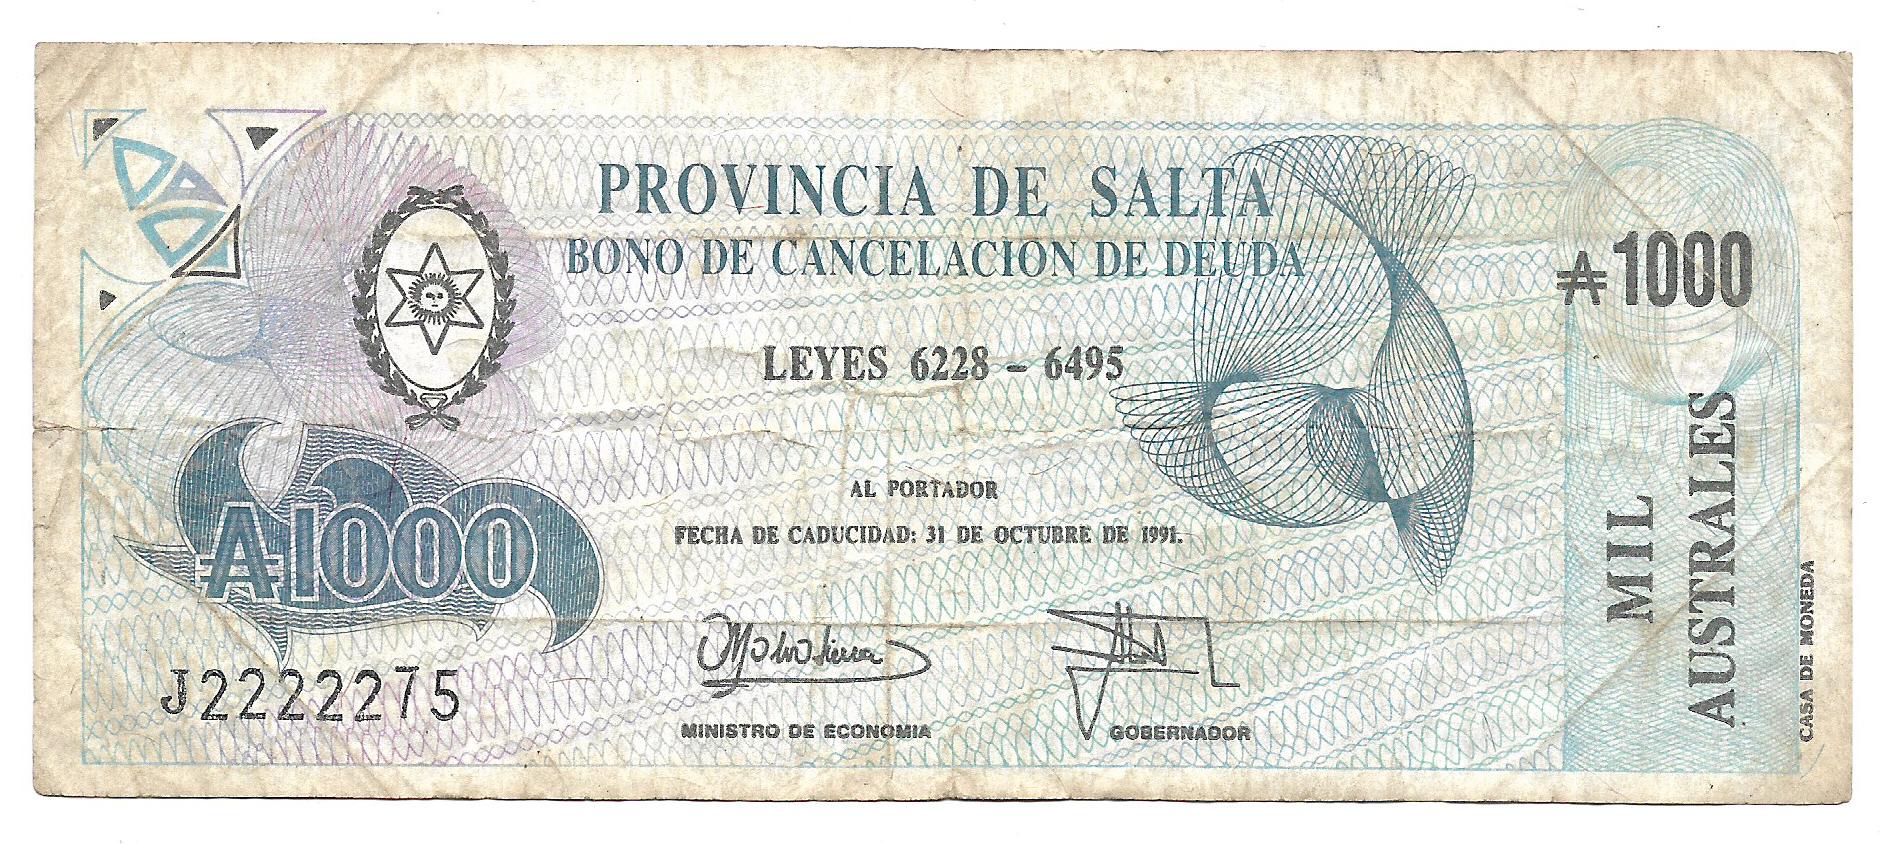 PROVINCIA DE SALTA
BONO DE CANCELACION DE DEUDA
₳1000
LEYES 6228 - 6495
AL PORTADOR
FECHA DE CADUCIDAD: 31 DE OCTUBRE DE 1991.
₳1000
J2222275
MINISTRO DE ECONOMIA
GOBERNADOR
MIL
AUSTRALES
CASA DE MONEDA